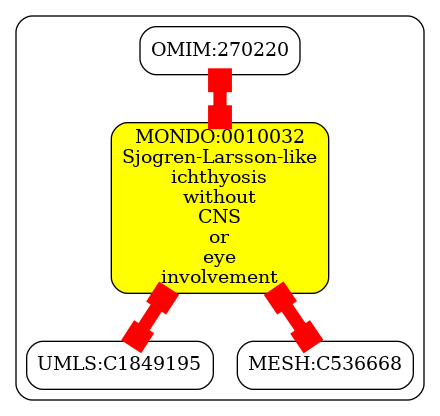 OMIM:270220
MONDO:0010032
Sjogren-Larsson-like
ichthyosis
without
CNS
or
eye
involvement
UMLS:C1849195
MESH:C536668